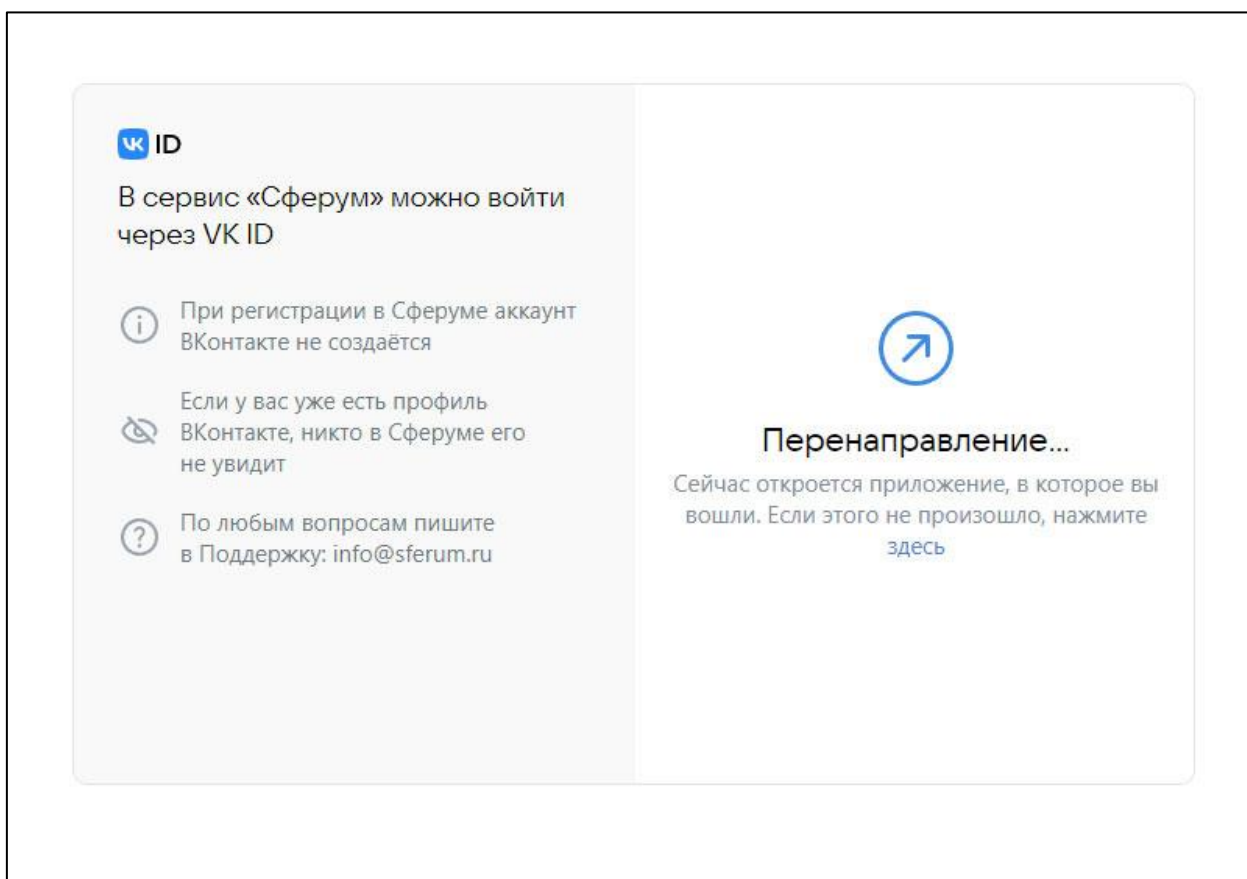 VK ID
В сервис «Сферум» можно войти
через VK ID
При регистрации в Сферуме аккаунт
ВКонтакте не создаётся
Если у вас уже есть профиль
ВКонтакте, никто в Сферуме его
не увидит
По любым вопросам пишите
в Поддержку: info@sferum.ru
Перенаправление...
Сейчас откроется приложение, в которое вы
вошли. Если этого не произошло, нажмите
здесь